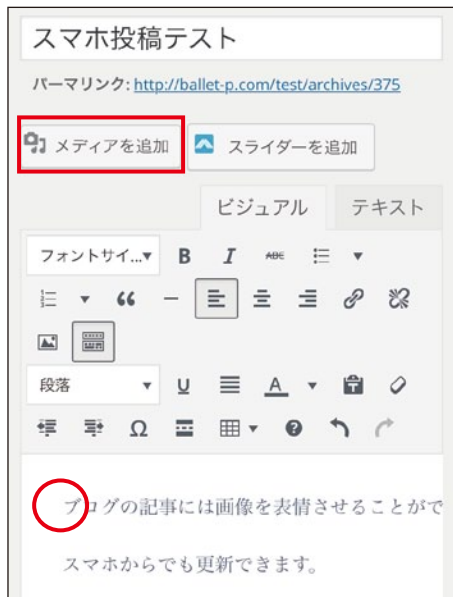 スマホ投稿テスト
パーマリンク: http://ballet-p.com/test/archives/375
メディアを追加 スライダーを追加
ビジュアル テキスト
フォントサイ...▼ B I ABE
段落 U A
Ω
ブログの記事には画像を表情させることがで
スマホからでも更新できます。